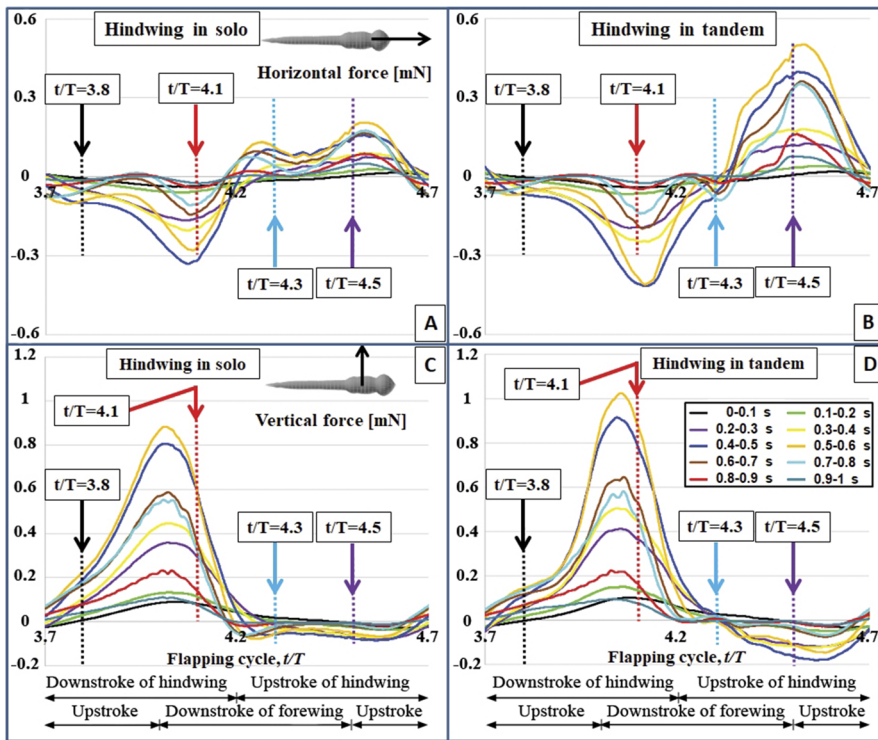 0.6
Hindwing in solo
A
Horizontal force [mN]
t/T=3.8
t/T=4.1
0.3
0
3.7
4.2
4.7
-0.3
t/T=4.3
t/T=4.5
-0.6
0.6
Hindwing in tandem
B
t/T=3.8
t/T=4.1
0.3
0
3.7
4.2
4.7
-0.3
t/T=4.3
t/T=4.5
-0.6
1.2
Hindwing in solo
C
t/T=4.1
Vertical force [mN]
1
0.8
t/T=3.8
0.6
t/T=4.3
t/T=4.5
0.4
0.2
0
3.7
4.2
4.7
-0.2
Flapping cycle, t/T
Downstroke of hindwing
Upstroke of hindwing
Upstroke
Downstroke of forewing
Upstroke
1.2
Hindwing in tandem
D
t/T=4.1
1
0.8
0-0.1 s
0.1-0.2 s
0.2-0.3 s
0.3-0.4 s
0.4-0.5 s
0.5-0.6 s
0.6-0.7 s
0.7-0.8 s
0.8-0.9 s
0.9-1 s
t/T=3.8
0.6
t/T=4.3
t/T=4.5
0.4
0.2
0
3.7
4.2
4.7
-0.2
Flapping cycle, t/T
Downstroke of hindwing
Upstroke of hindwing
Upstroke
Downstroke of forewing
Upstroke